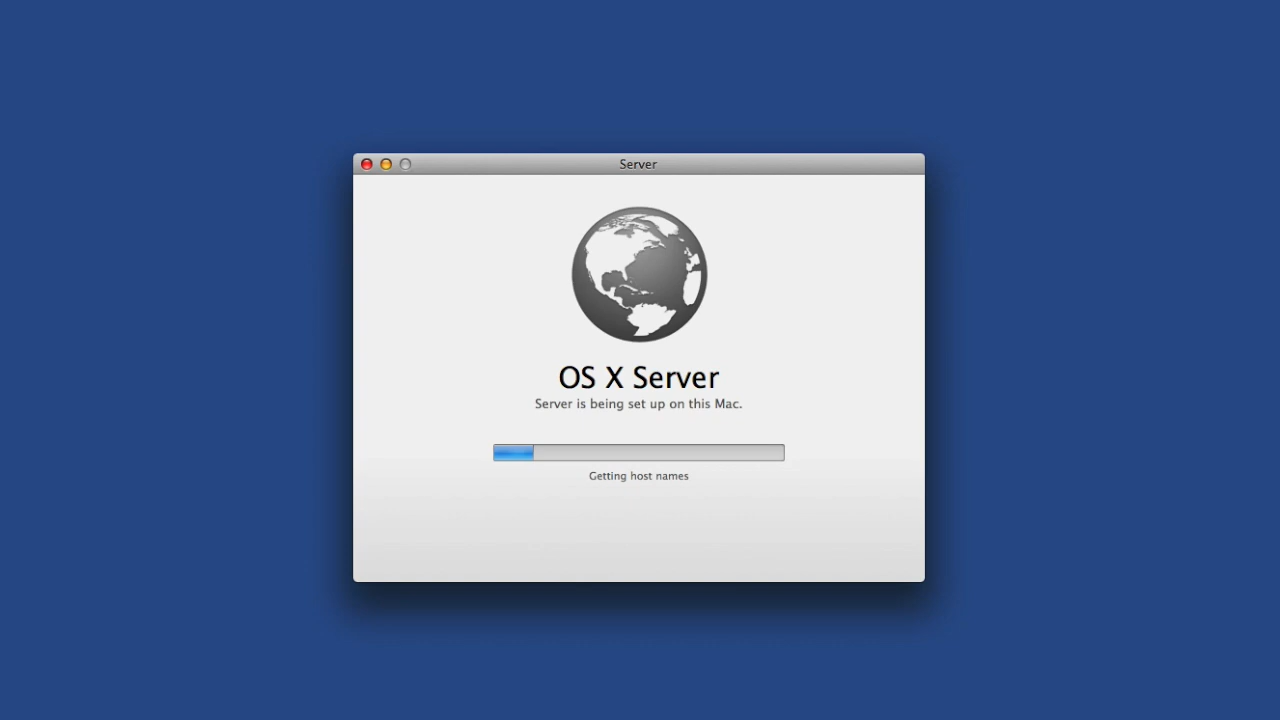 Server
OS X Server
Server is being set up on this Mac.
Getting host names